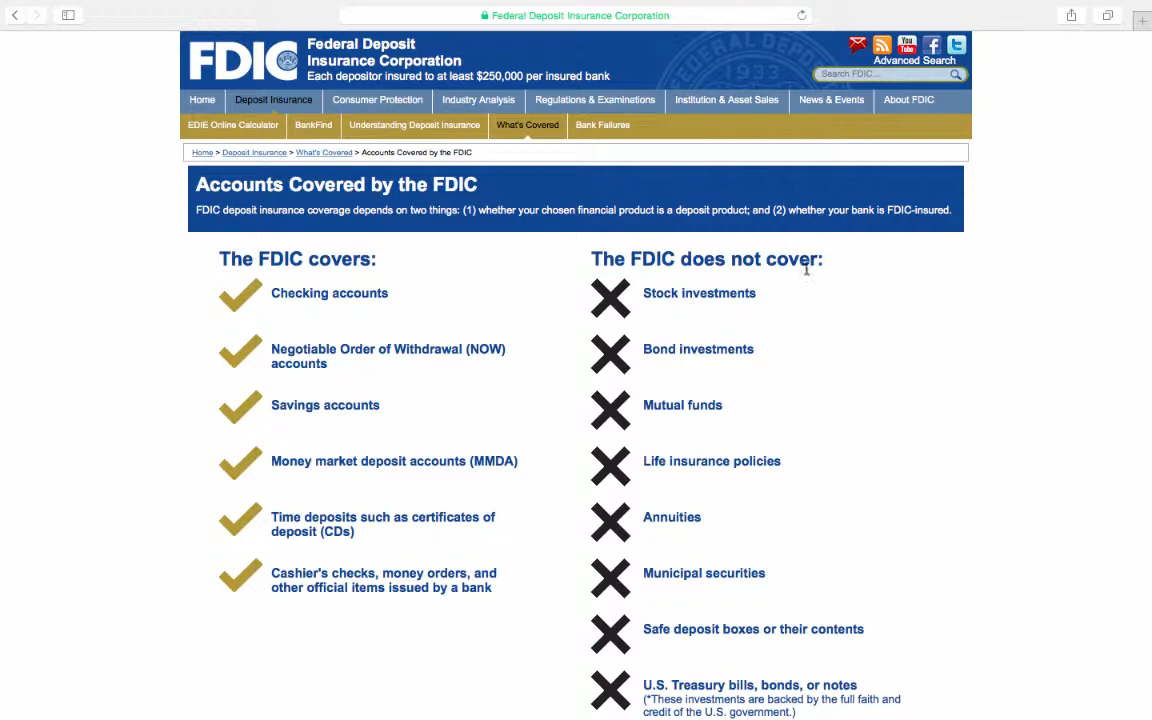 Federal Deposit Insurance Corporation
FDIC
Federal Deposit
Insurance Corporation
Each depositor insured to at least $250,000 per insured bank
You
Tube
Advanced Search
Search FDIC...
Home
Deposit Insurance
Consumer Protection
Industry Analysis
Regulations & Examinations
Institution & Asset Sales
News & Events
About FDIC
EDIE Online Calculator
BankFind
Understanding Deposit Insurance
What's Covered
Bank Failures
Home > Deposit Insurance > What's Covered > Accounts Covered by the FDIC
Accounts Covered by the FDIC
FDIC deposit insurance coverage depends on two things: (1) whether your chosen financial product is a deposit product; and (2) whether your bank is FDIC-insured.
The FDIC covers:
Checking accounts
Negotiable Order of Withdrawal (NOW)
accounts
Savings accounts
Money market deposit accounts (MMDA)
Time deposits such as certificates of
deposit (CDs)
Cashier's checks, money orders, and
other official items issued by a bank
The FDIC does not cover:
Stock investments
Bond investments
Mutual funds
Life insurance policies
Annuities
Municipal securities
Safe deposit boxes or their contents
U.S. Treasury bills, bonds, or notes
(*These investments are backed by the full faith and
credit of the U.S. government.)